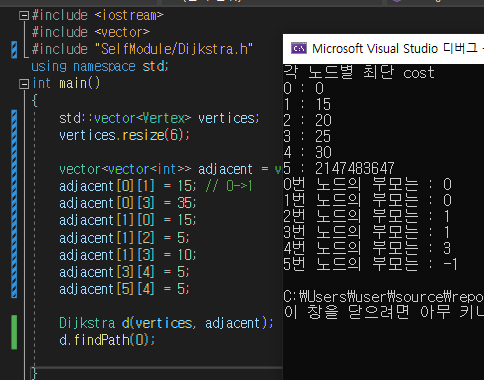 #include <iostream>
#include <vector>
#include "SelfModule/Dijkstra.h"
using namespace std;
int main()
{
std::vector<Vertex> vertices;
vertices.resize(6);
vector<vector<int>> adjacent =
adjacent[0][1] = 15; // 0->1
adjacent[0][3] = 35;
adjacent[1][0] = 15;
adjacent[1][2] = 5;
adjacent[1][3] = 10;
adjacent[3][4] = 5;
adjacent[5][4] = 5;
Dijkstra d(vertices, adjacent);
d.findPath(0);
}
Microsoft Visual Studio 디버그
각 노드별 최단 cost
0 : 0
1 : 15
2 : 20
3 : 25
4 : 30
5 : 2147483647
0번 노드의 부모는 : 0
1번 노드의 부모는 : 0
2번 노드의 부모는 : 1
3번 노드의 부모는 : 1
4번 노드의 부모는 : 3
5번 노드의 부모는 : -1
C:₩Users₩user₩source₩repo
이 창을 닫으려면 아무 키